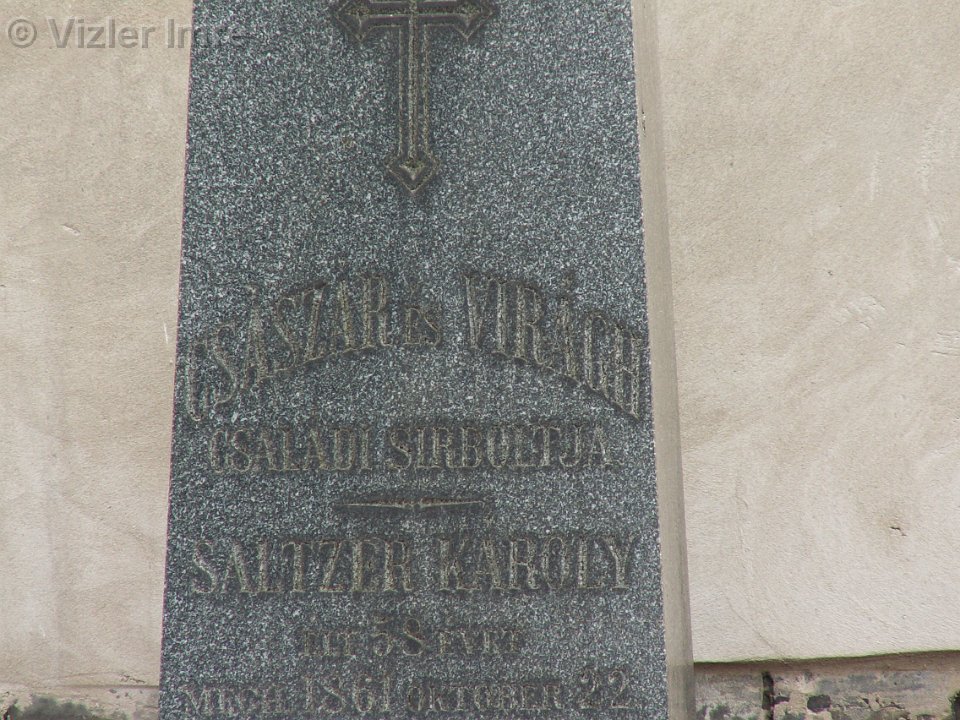 © Vizler Imre
CSÁSZÁR ÉS VIRÁGH
CSALÁDI SIRBOLTJA.
SALTZER KÁROLY
ÉLT 58 ÉVET
MEGH. 1861 OKTOBER 22